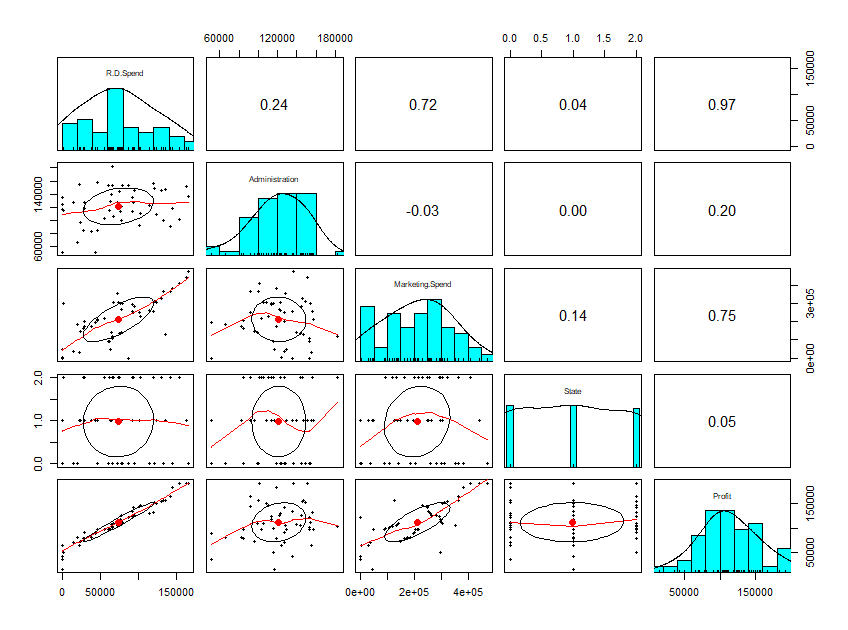 60000 120000 180000 0.0 0.5 1.0 1.5 2.0
R.D.Spend 0.24 0.72 0.04 0.97 0 50000 150000
60000 140000 Administration -0.03 0.00 0.20
Marketing.Spend 0.14 0.75 0e+00 3e+05
0.0 1.0 2.0 State 0.05
Profit 50000 150000
0 50000 150000 0e+00 2e+05 4e+05 50000 150000